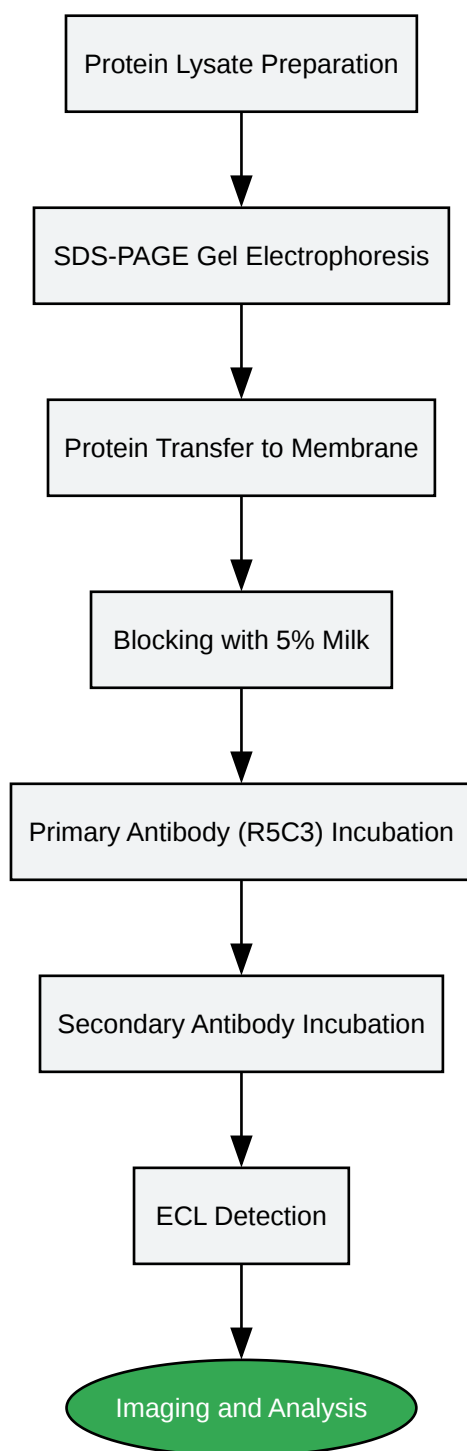 Protein Lysate Preparation
SDS-PAGE Gel Electrophoresis
Protein Transfer to Membrane
Blocking with 5% Milk
Primary Antibody (R5C3) Incubation
Secondary Antibody Incubation
ECL Detection
Imaging and Analysis